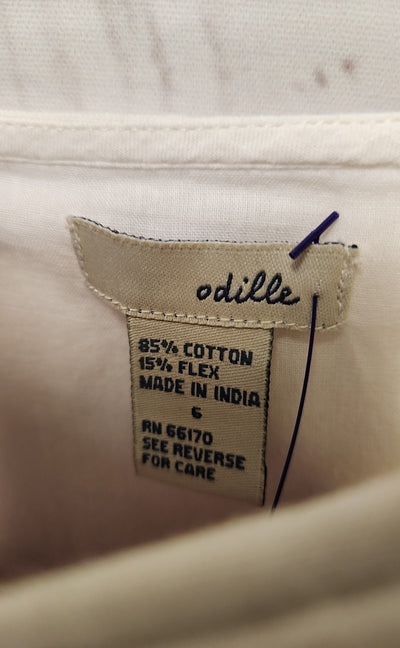 odille
85% COTTON
15% FLEX
MADE IN INDIA
6
RN 66170
SEE REVERSE
FOR CARE